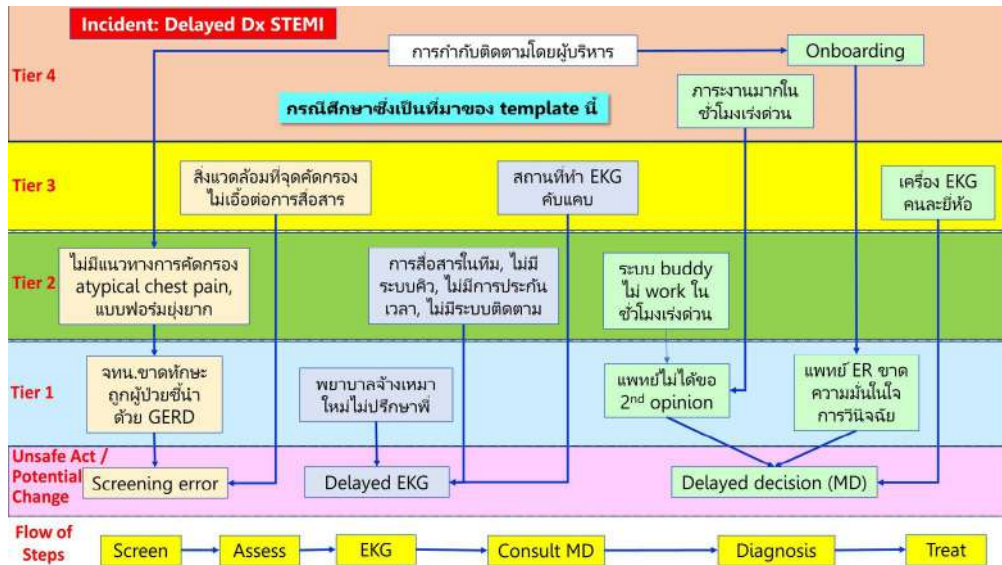 Incident: Delayed Dx STEMI
การกำกับติดตามโดยผู้บริหาร
Onboarding
Tier 4
ภาระงานมากใน
ชั่วโมงเร่งด่วน
กรณีศึกษาซึ่งเป็นที่มาของ template นี้
Tier 3
สิ่งแวดล้อมที่จุดคัดกรอง
ไม่เอื้อต่อการสื่อสาร
สถานที่ทำ EKG
คับแคบ
เครื่อง EKG
คนละยี่ห้อ
Tier 2
ไม่มีแนวทางการคัดกรอง
atypical chest pain,
แบบฟอร์มยุ่งยาก
การสื่อสารในทีม, ไม่มี
ระบบคิว, ไม่มีการประกัน
เวลา, ไม่มีระบบติดตาม
ระบบ buddy
ไม่ work ใน
ชั่วโมงเร่งด่วน
Tier 1
จทน.ขาดทักษะ
ถูกผู้ป่วยชี้นำ
ด้วย GERD
พยาบาลจ้างเหมา
ใหม่ไม่ปรึกษาพี่
แพทย์ไม่ได้ขอ
2nd opinion
แพทย์ ER ขาด
ความมั่นในใจ
การวินิจฉัย
Unsafe Act /
Potential
Change
Screening error
Delayed EKG
Delayed decision (MD)
Flow of
Steps
Screen
Assess
EKG
Consult MD
Diagnosis
Treat